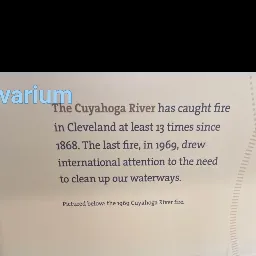 varium
The Cuyahoga River has caught fire
in Cleveland at least 13 times since
1868. The last fire, in 1969, drew
international attention to the need
to clean up our waterways.
Pictured below: the 1969 Cuyahoga River fire.